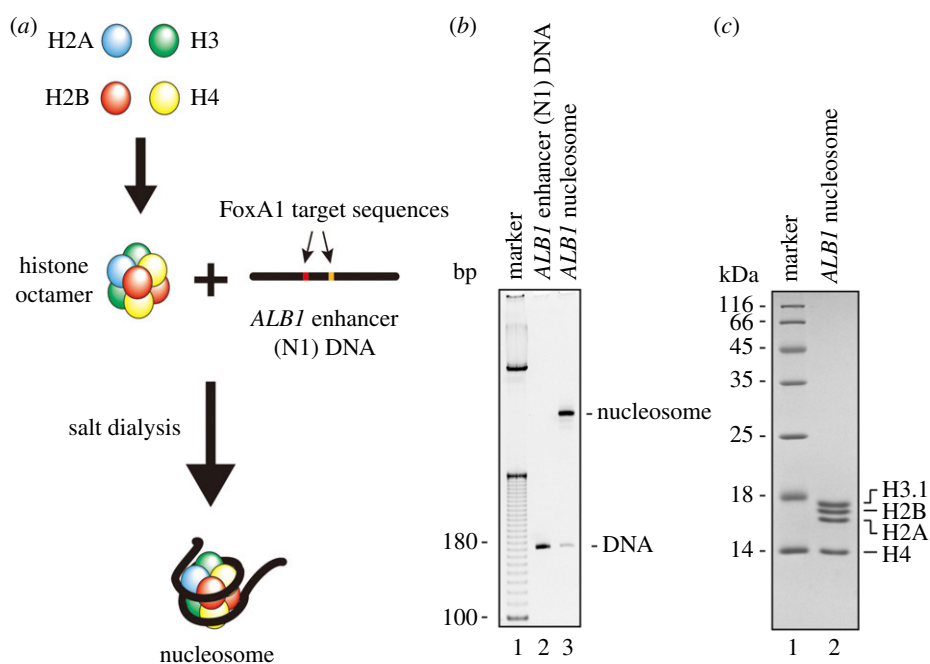 (a)
H2A
H3
H2B
H4
FoxA1 target sequences
histone
octamer
ALB1 enhancer
(N1) DNA
salt dialysis
nucleosome
(b)
bp
marker
ALB1 enhancer (N1) DNA
ALB1 nucleosome
- nucleosome
180 -
- DNA
100 -
1 2 3
(c)
kDa
marker
ALB1 nucleosome
116 -
66 -
45 -
35 -
25 -
18 -
14 -
H3.1
H2B
H2A
H4
1 2